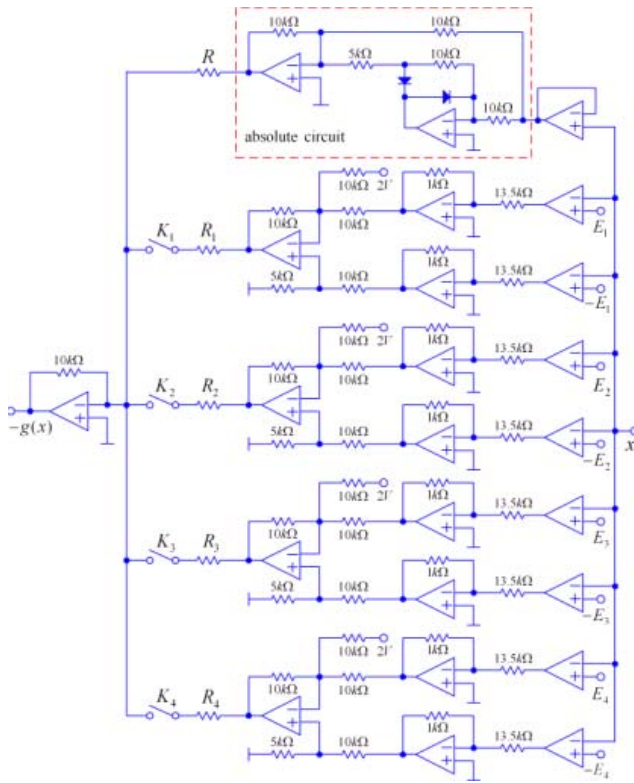 10kΩ 10kΩ
R 5kΩ 10kΩ
10kΩ
absolute circuit
10kΩ 2V 1kΩ 13.5kΩ
K1 R1 10kΩ 10kΩ E1
5kΩ 10kΩ 1kΩ 13.5kΩ
−E1
10kΩ 2V 1kΩ 13.5kΩ
10kΩ K2 R2 10kΩ 10kΩ E2
−g(x) 5kΩ 10kΩ 1kΩ 13.5kΩ x
−E2
10kΩ 2V 1kΩ 13.5kΩ
K3 R3 10kΩ 10kΩ E3
5kΩ 10kΩ 1kΩ 13.5kΩ
−E3
10kΩ 2V 1kΩ 13.5kΩ
K4 R4 10kΩ 10kΩ E4
5kΩ 10kΩ 1kΩ 13.5kΩ
−E4